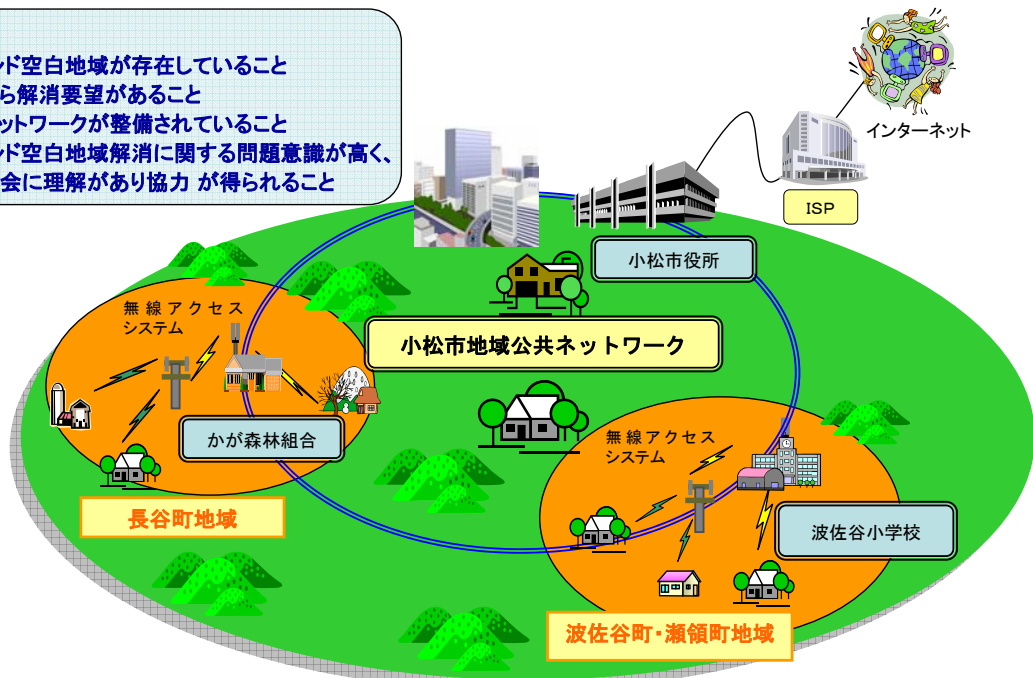 ド空白地域が存在していること
ら解消要望があること
ットワークが整備されていること
ド空白地域解消に関する問題意識が高く、
会に理解があり協力 が得られること
インターネット
ISP
小松市役所
無線アクセス
システム
小松市地域公共ネットワーク
かが森林組合
無線アクセス
システム
長谷町地域
波佐谷小学校
波佐谷町・瀬領町地域